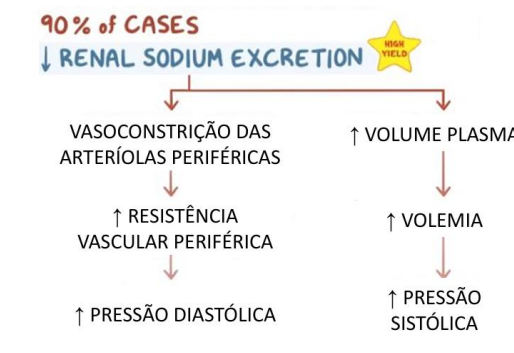 90% of CASES
↓ RENAL SODIUM EXCRETION
HIGH
YIELD
VASOCONSTRIÇÃO DAS
ARTERÍOLAS PERIFÉRICAS
↑ VOLUME PLASMA
↑ RESISTÊNCIA
VASCULAR PERIFÉRICA
↑ VOLEMIA
↑ PRESSÃO DIASTÓLICA
↑ PRESSÃO
SISTÓLICA